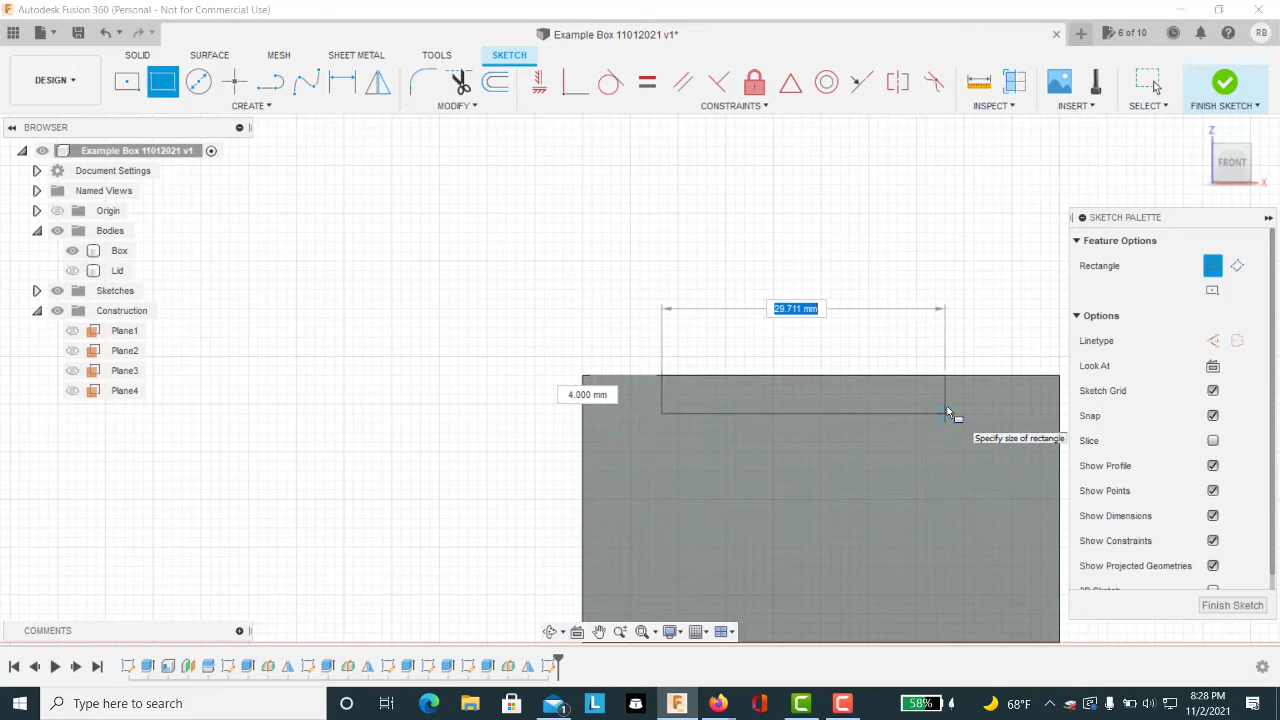 Autodesk Fusion 360 (Personal - Not for Commercial Use)
Example Box 11012021 v1*
6 of 10
RB
DESIGN
SOLID
SURFACE
MESH
SHEET METAL
TOOLS
SKETCH
CREATE
MODIFY
CONSTRAINTS
INSPECT
INSERT
SELECT
FINISH SKETCH
BROWSER
Example Box 11012021 v1
Document Settings
Named Views
Origin
Bodies
Box
Lid
Sketches
Construction
Plane1
Plane2
Plane3
Plane4
Z
FRONT
X
29.711 mm
4.000 mm
Specify size of rectangle
SKETCH PALETTE
Feature Options
Rectangle
Options
Linetype
Look At
Sketch Grid
Snap
Slice
Show Profile
Show Points
Show Dimensions
Show Constraints
Show Projected Geometries
Finish Sketch
COMMENTS
Type here to search
L
1
58%
68°F
8:28 PM
11/2/2021